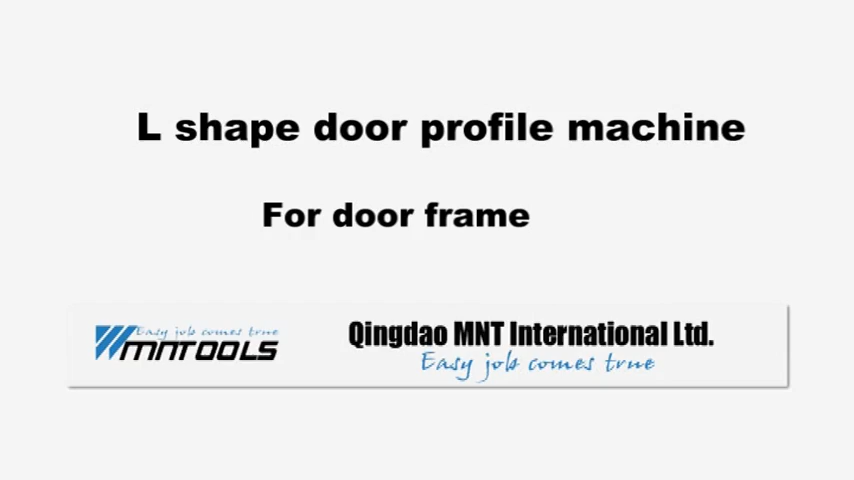 L shape door profile machine
For door frame
Easy job comes true
MNTOOLS
Qingdao MNT International Ltd.
Easy job comes true